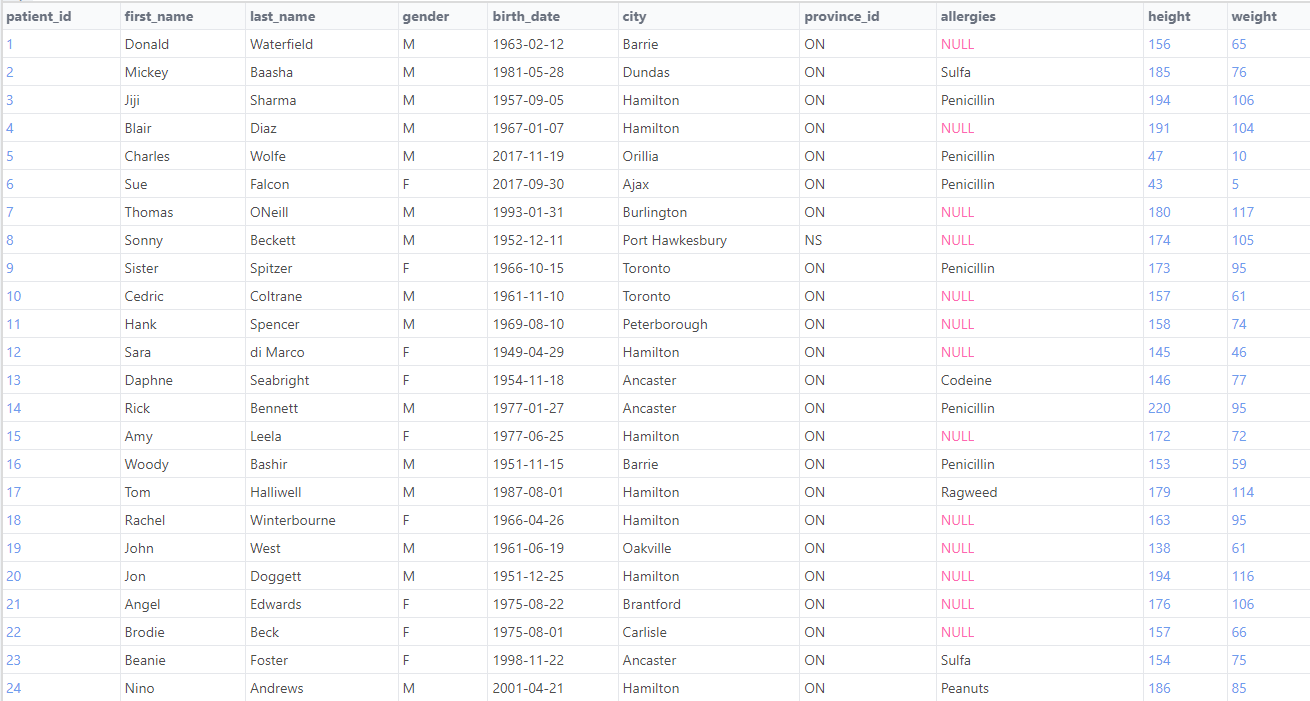 patient_id first_name last_name gender birth_date city province_id allergies height weight
1 Donald Waterfield M 1963-02-12 Barrie ON NULL 156 65
2 Mickey Baasha M 1981-05-28 Dundas ON Sulfa 185 76
3 Jiji Sharma M 1957-09-05 Hamilton ON Penicillin 194 106
4 Blair Diaz M 1967-01-07 Hamilton ON NULL 191 104
5 Charles Wolfe M 2017-11-19 Orillia ON Penicillin 47 10
6 Sue Falcon F 2017-09-30 Ajax ON Penicillin 43 5
7 Thomas ONeill M 1993-01-31 Burlington ON NULL 180 117
8 Sonny Beckett M 1952-12-11 Port Hawkesbury NS NULL 174 105
9 Sister Spitzer F 1966-10-15 Toronto ON Penicillin 173 95
10 Cedric Coltrane M 1961-11-10 Toronto ON NULL 157 61
11 Hank Spencer M 1969-08-10 Peterborough ON NULL 158 74
12 Sara di Marco F 1949-04-29 Hamilton ON NULL 145 46
13 Daphne Seabright F 1954-11-18 Ancaster ON Codeine 146 77
14 Rick Bennett M 1977-01-27 Ancaster ON Penicillin 220 95
15 Amy Leela F 1977-06-25 Hamilton ON NULL 172 72
16 Woody Bashir M 1951-11-15 Barrie ON Penicillin 153 59
17 Tom Halliwell M 1987-08-01 Hamilton ON Ragweed 179 114
18 Rachel Winterbourne F 1966-04-26 Hamilton ON NULL 163 95
19 John West M 1961-06-19 Oakville ON NULL 138 61
20 Jon Doggett M 1951-12-25 Hamilton ON NULL 194 116
21 Angel Edwards F 1975-08-22 Brantford ON NULL 176 106
22 Brodie Beck F 1975-08-01 Carlisle ON NULL 157 66
23 Beanie Foster F 1998-11-22 Ancaster ON Sulfa 154 75
24 Nino Andrews M 2001-04-21 Hamilton ON Peanuts 186 85